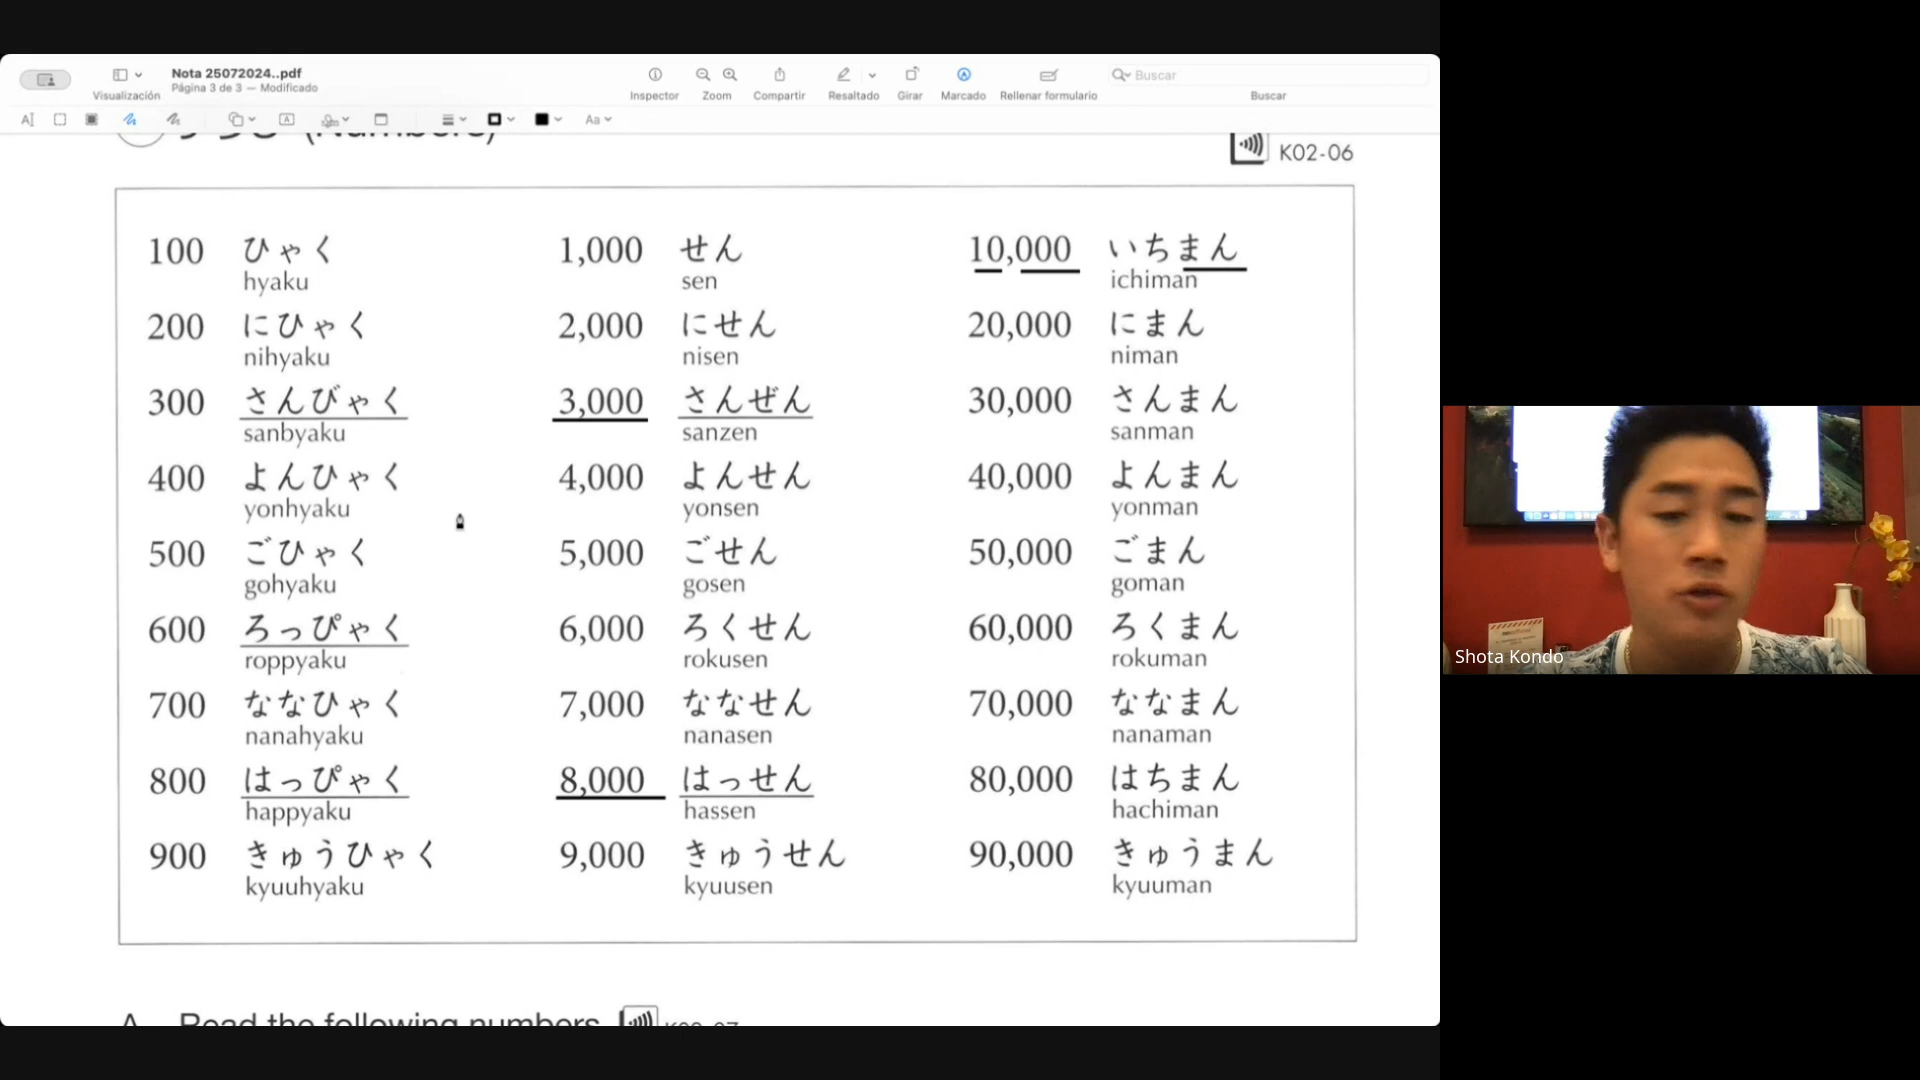 Nota 25072024..pdf
Página 3 de 3 — Modificado
Visualización
Inspector
Zoom
Compartir
Resaltado
Girar
Marcado
Rellenar formulario
Buscar
Buscar
Aa
(Numbers)
K02-06
100 ひゃく 1,000 せん 10,000 いちまん
hyaku sen ichiman
200 にひゃく 2,000 にせん 20,000 にまん
nihyaku nisen niman
300 さんびゃく 3,000 さんぜん 30,000 さんまん
sanbyaku sanzen sanman
400 よんひゃく 4,000 よんせん 40,000 よんまん
yonhyaku yonsen yonman
500 ごひゃく 5,000 ごせん 50,000 ごまん
gohyaku gosen goman
600 ろっぴゃく 6,000 ろくせん 60,000 ろくまん
roppyaku rokusen rokuman
700 ななひゃく 7,000 ななせん 70,000 ななまん
nanahyaku nanasen nanaman
800 はっぴゃく 8,000 はっせん 80,000 はちまん
happyaku hassen hachiman
900 きゅうひゃく 9,000 きゅうせん 90,000 きゅうまん
kyuuhyaku kyuusen kyuuman
A. Read the following numbers. K02-07
Shota Kondo